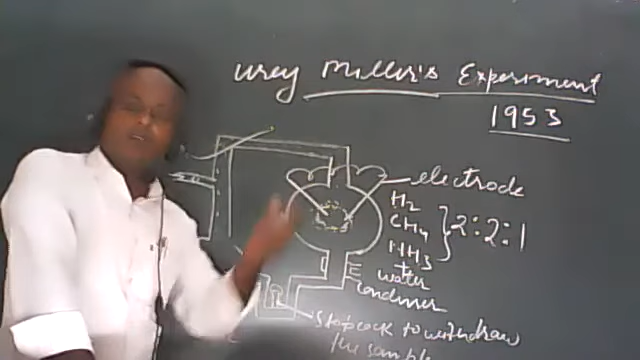 Urey Miller's Experiment
1953
electrode
H2
CH4
NH3
2:2:1
+
water
condenser
Stopcock to withdraw
the sample